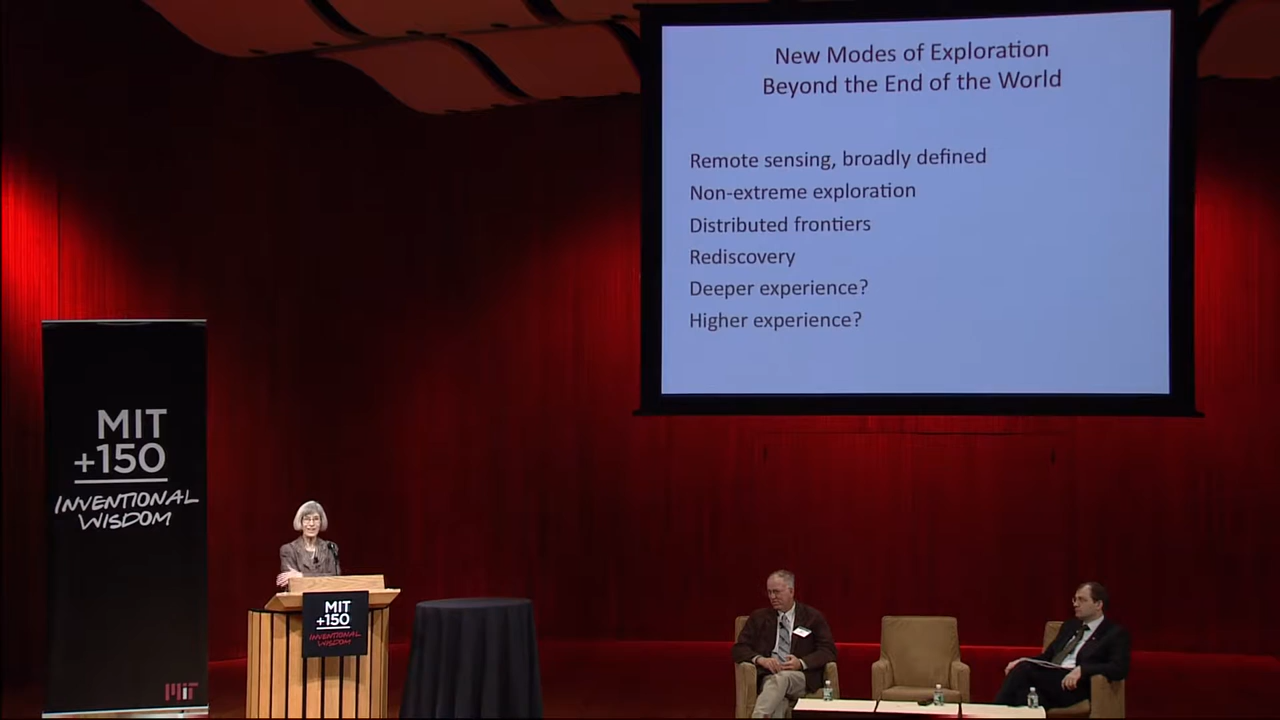 New Modes of Exploration
Beyond the End of the World
Remote sensing, broadly defined
Non-extreme exploration
Distributed frontiers
Rediscovery
Deeper experience?
Higher experience?
MIT
+150
INVENTIONAL
WISDOM
MIT
MIT
+150
INVENTIONAL
WISDOM